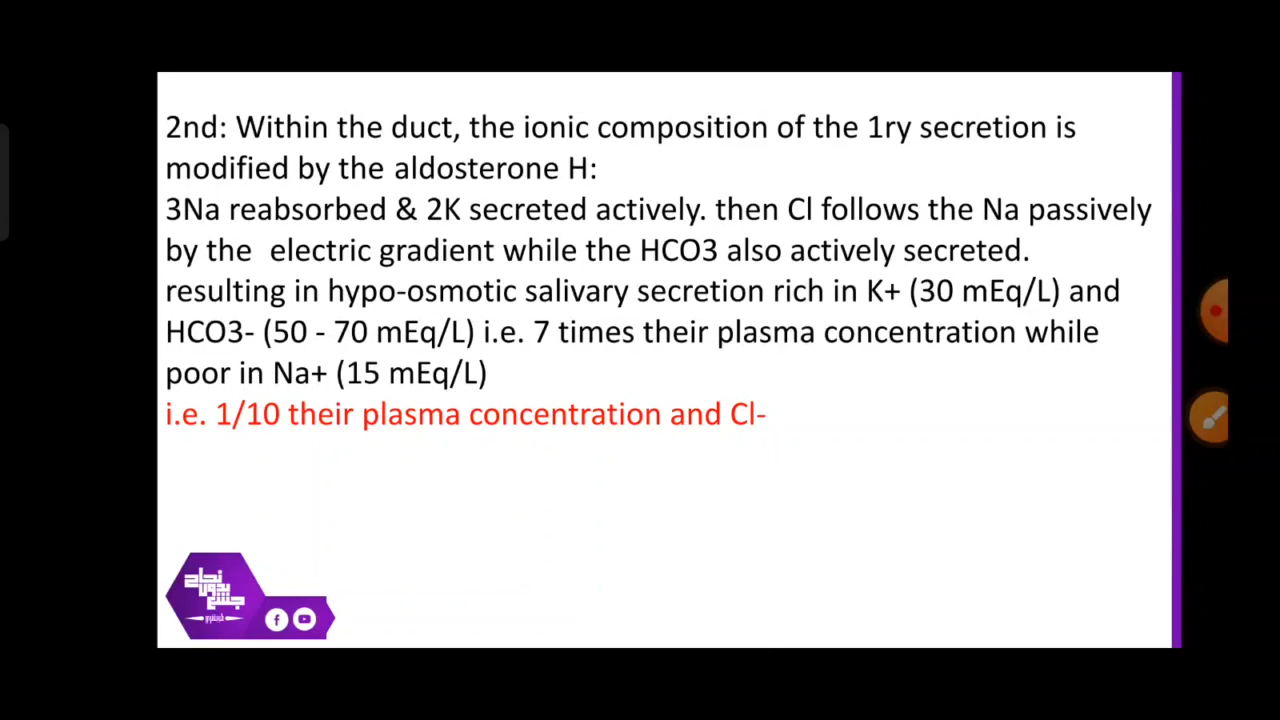 2nd: Within the duct, the ionic composition of the 1ry secretion is
modified by the aldosterone H:
3Na reabsorbed & 2K secreted actively. then Cl follows the Na passively
by the electric gradient while the HCO3 also actively secreted.
resulting in hypo-osmotic salivary secretion rich in K+ (30 mEq/L) and
HCO3- (50 - 70 mEq/L) i.e. 7 times their plasma concentration while
poor in Na+ (15 mEq/L)
i.e. 1/10 their plasma concentration and Cl-
نجاح
بدون